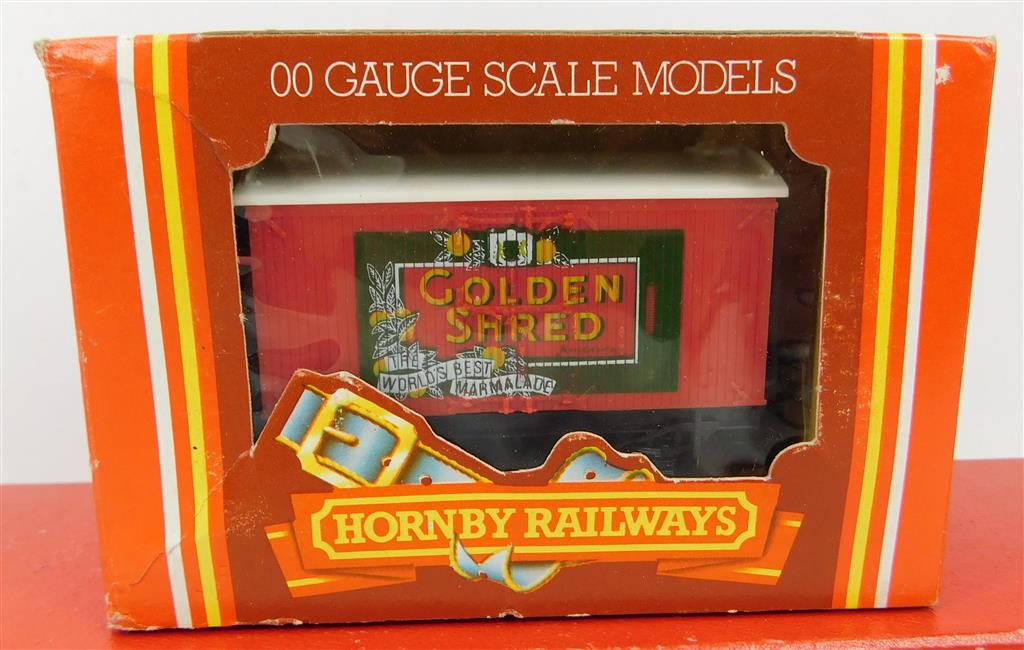 00 GAUGE SCALE MODELS
GOLDEN
SHRED
THE
WORLD'S BEST
MARMALADE
HORNBY RAILWAYS